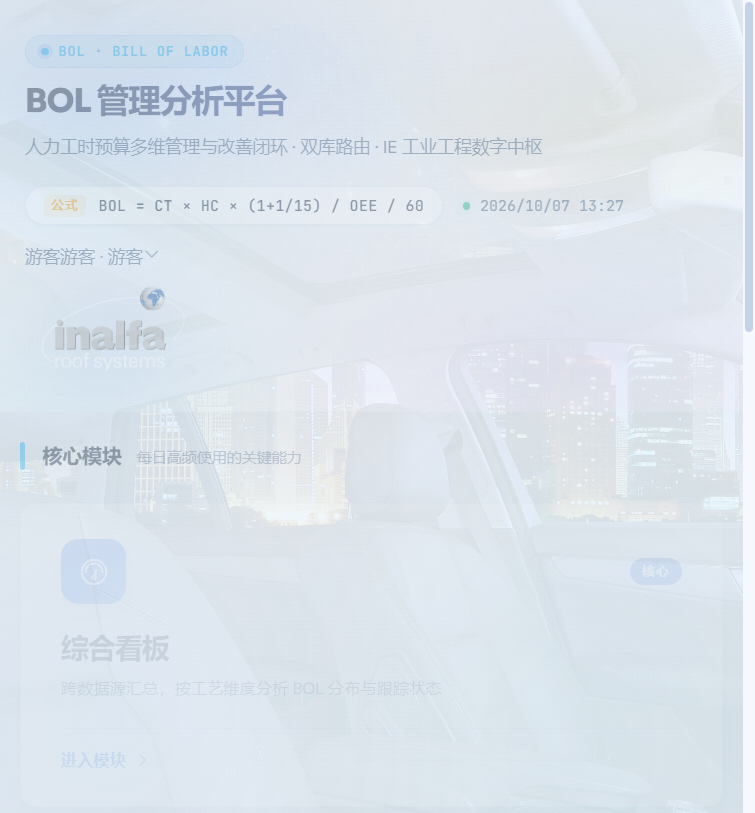 BOL · BILL OF LABOR
BOL 管理分析平台
人力工时预算多维管理与改善闭环 · 双库路由 · IE 工业工程数字中枢
公式 BOL = CT × HC × (1+1/15) / OEE / 60 2026/10/07 13:27
游客游客 · 游客
inalfa
roof systems
核心模块 每日高频使用的关键能力
核心
综合看板
跨数据源汇总，按工艺维度分析 BOL 分布与跟踪状态
进入模块